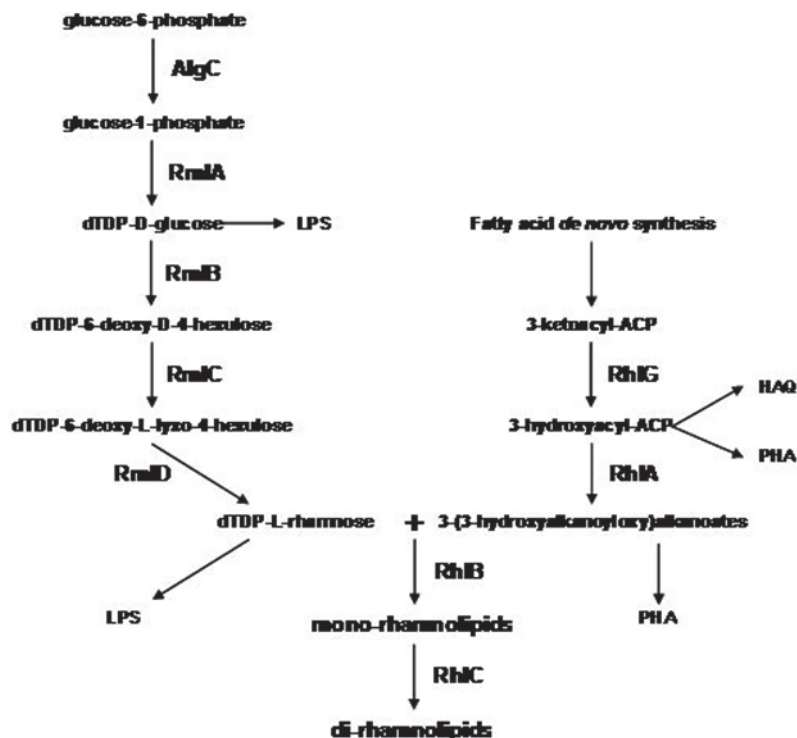 glucose-6-phosphate
AlgC
glucose-1-phosphate
RmlA
dTDP-D-glucose
LPS
Fatty acid de novo synthesis
RmlB
dTDP-6-deoxy-D-4-hexulose
3-ketoacyl-ACP
RmlC
RhlG
HAQ
dTDP-6-deoxy-L-lyxo-4-hexulose
3-hydroxyacyl-ACP
PHA
RmlD
RhlA
dTDP-L-rhamnose + 3-(3-hydroxyalkanoyloxy)alkanoates
RhlB
LPS
mono-rhamnolipids
PHA
RhlC
di-rhamnolipids